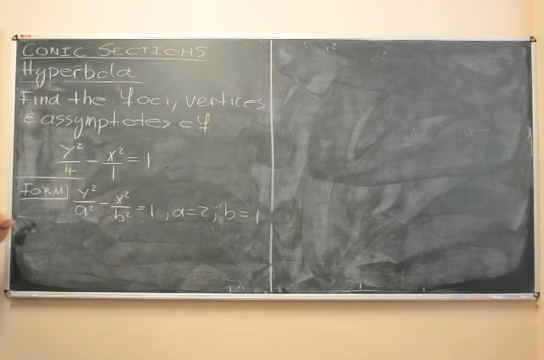 CONIC SECTIONS
Hyperbola
Find the foci, vertices
& assymptotes of
y²/4 - x²/1 = 1
FORM y²/a² - x²/b² = 1, a=2; b=1